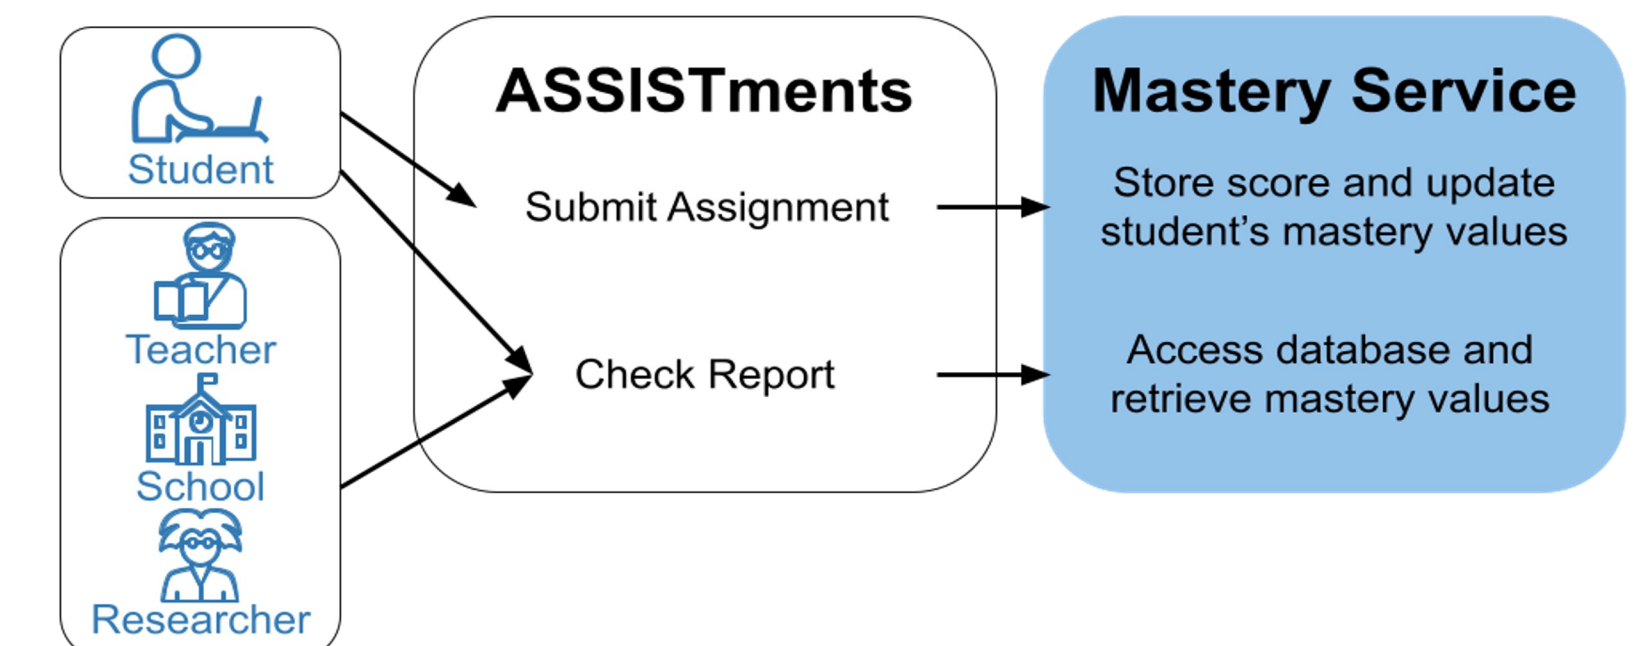 Student
Teacher
School
Researcher
ASSISTments
Submit Assignment
Check Report
Mastery Service
Store score and update
student’s mastery values
Access database and
retrieve mastery values